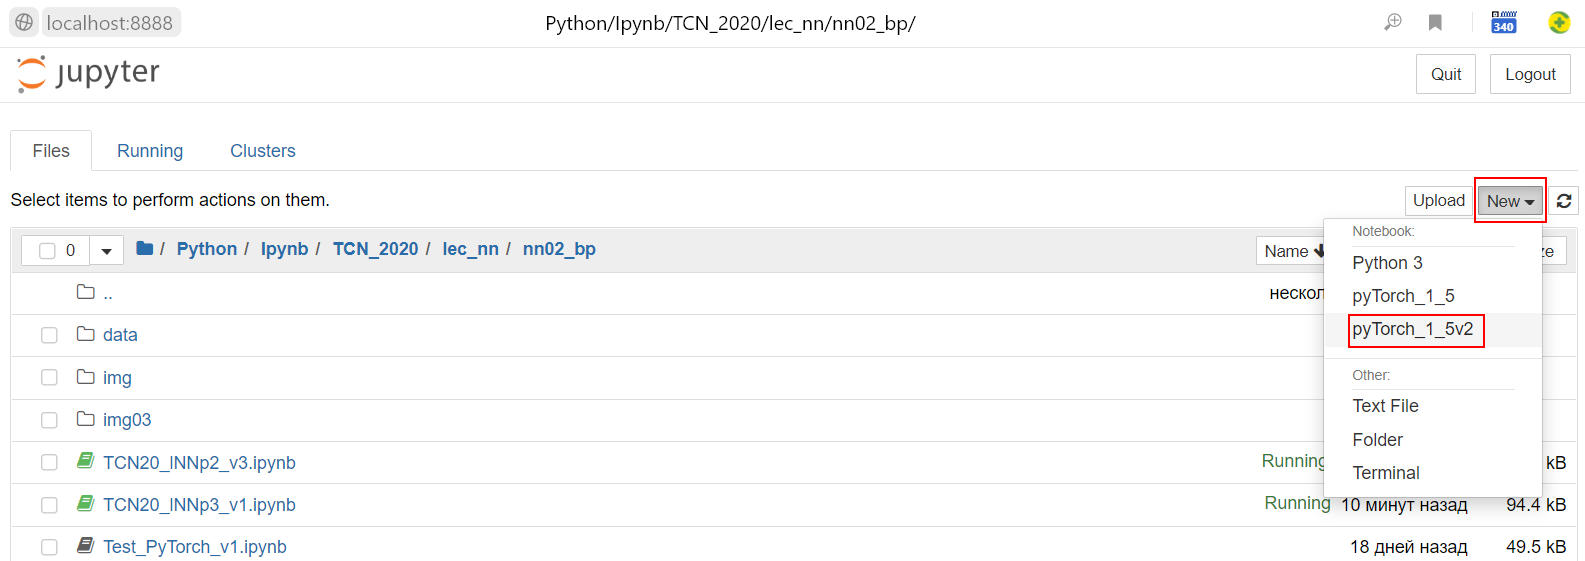 localhost:8888 Python/Ipynb/TCN_2020/lec_nn/nn02_bp/ 340
jupyter Quit Logout
Files Running Clusters
Select items to perform actions on them. Upload New
0 / Python / Ipynb / TCN_2020 / lec_nn / nn02_bp Name ze
Notebook:
Python 3
pyTorch_1_5
pyTorch_1_5v2
Other:
Text File
Folder
Terminal
.. нескол
data
img
img03
TCN20_INNp2_v3.ipynb Running kB
TCN20_INNp3_v1.ipynb Running 10 минут назад 94.4 kB
Test_PyTorch_v1.ipynb 18 дней назад 49.5 kB